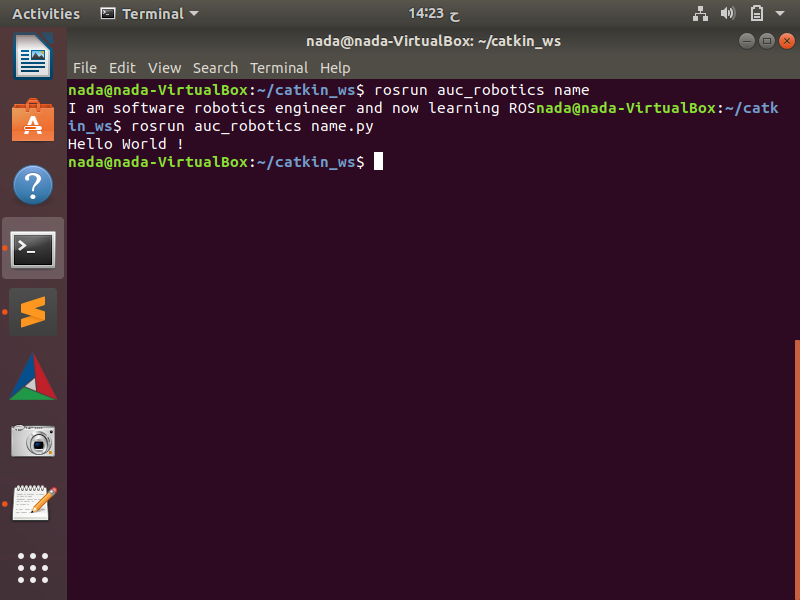 Activities Terminal 14:23 ح
nada@nada-VirtualBox: ~/catkin_ws
File Edit View Search Terminal Help
nada@nada-VirtualBox:~/catkin_ws$ rosrun auc_robotics name
I am software robotics engineer and now learning ROSnada@nada-VirtualBox:~/catk
in_ws$ rosrun auc_robotics name.py
Hello World !
nada@nada-VirtualBox:~/catkin_ws$